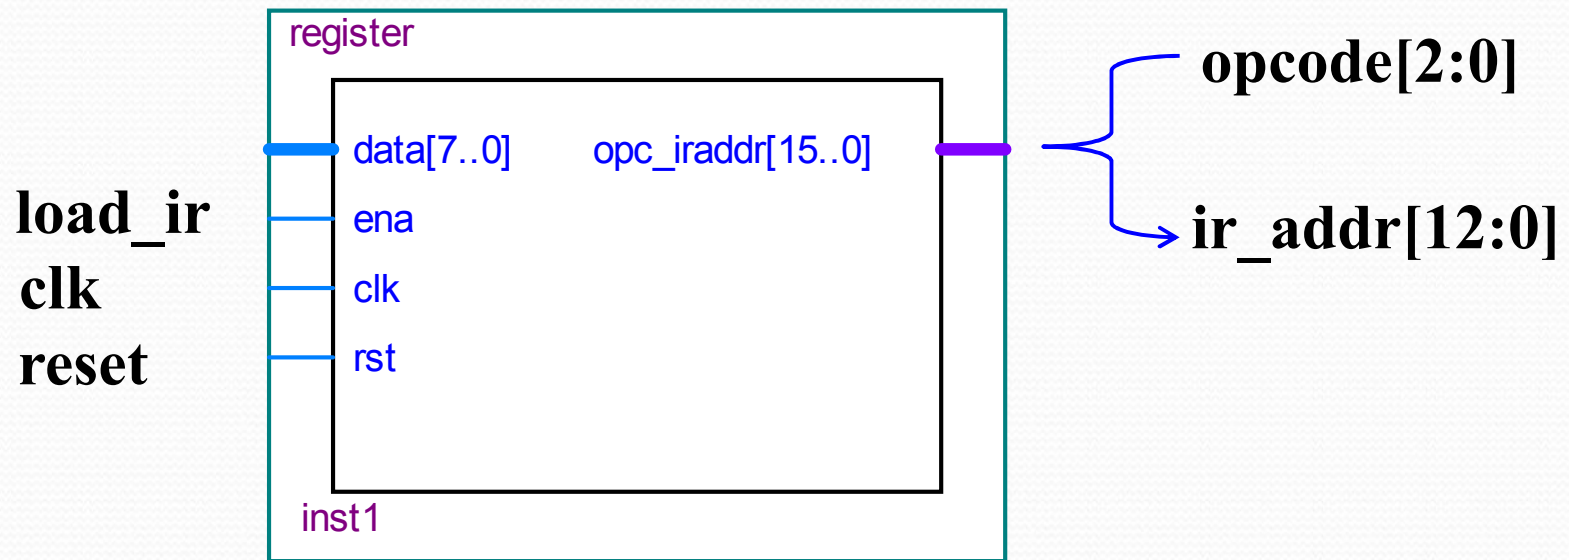 register
opcode[2:0]
data[7..0] opc_iraddr[15..0]
load_ir ena ir_addr[12:0]
clk clk
reset rst
inst1